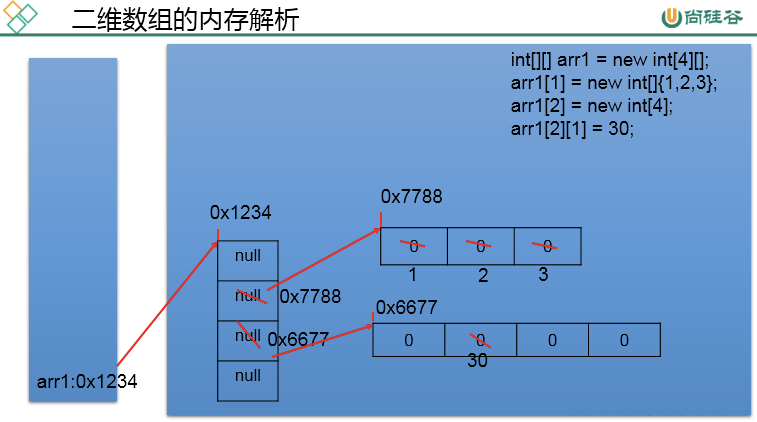 二维数组的内存解析
尚硅谷
int[][] arr1 = new int[4][];
arr1[1] = new int[]{1,2,3};
arr1[2] = new int[4];
arr1[2][1] = 30;
0x7788
0x1234
0 0 0
null
1 2 3
null 0x7788
0x6677
null 0x6677
0 0 0 0
30
null
arr1:0x1234